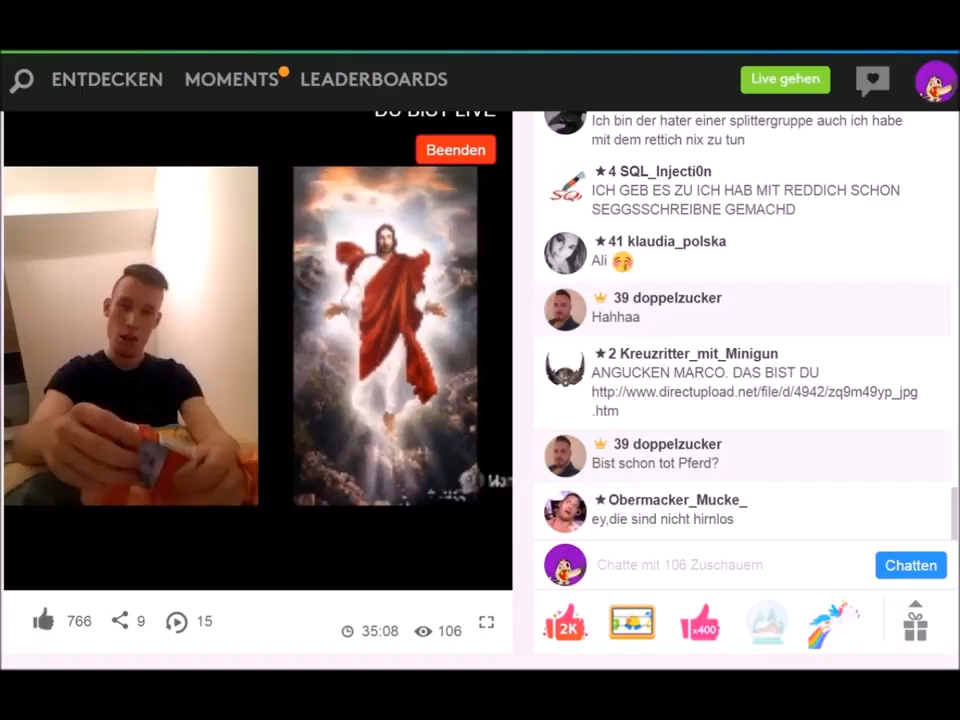 ENTDECKEN MOMENTS LEADERBOARDS Live gehen
DU BIST LIVE
Beenden
Ich bin der hater einer splittergruppe auch ich habe
mit dem rettich nix zu tun
★4 SQL_Injecti0n
ICH GEB ES ZU ICH HAB MIT REDDICH SCHON
SEGGSSCHREIBNE GEMACHD
★41 klaudia_polska
Ali
39 doppelzucker
Hahhaa
★2 Kreuzritter_mit_Minigun
ANGUCKEN MARCO. DAS BIST DU
http://www.directupload.net/file/d/4942/zq9m49yp_jpg
.htm
39 doppelzucker
Bist schon tot Pferd?
★Obermacker_Mucke_
ey,die sind nicht hirnlos
Chatte mit 106 Zuschauern Chatten
766 9 15
35:08 106
2K
x400